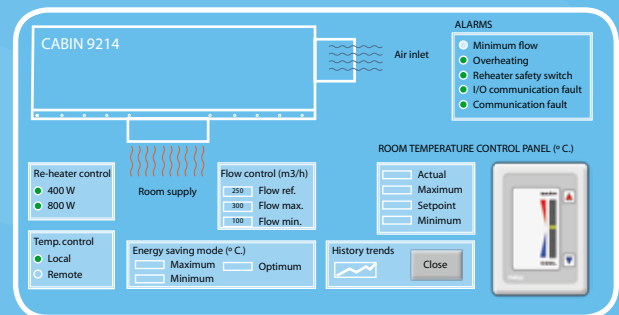 ALARMS
CABIN 9214
Minimum flow
Air inlet
Overheating
Reheater safety switch
I/O communication fault
Communication fault
ROOM TEMPERATURE CONTROL PANEL (º C.)
Re-heater control
400 W
800 W
Room supply
Flow control (m3/h)
250 Flow ref.
300 Flow max.
100 Flow min.
Actual
Maximum
Setpoint
Minimum
Temp. control
Local
Remote
Energy saving mode (º C.)
Maximum
Optimum
Minimum
History trends
Close